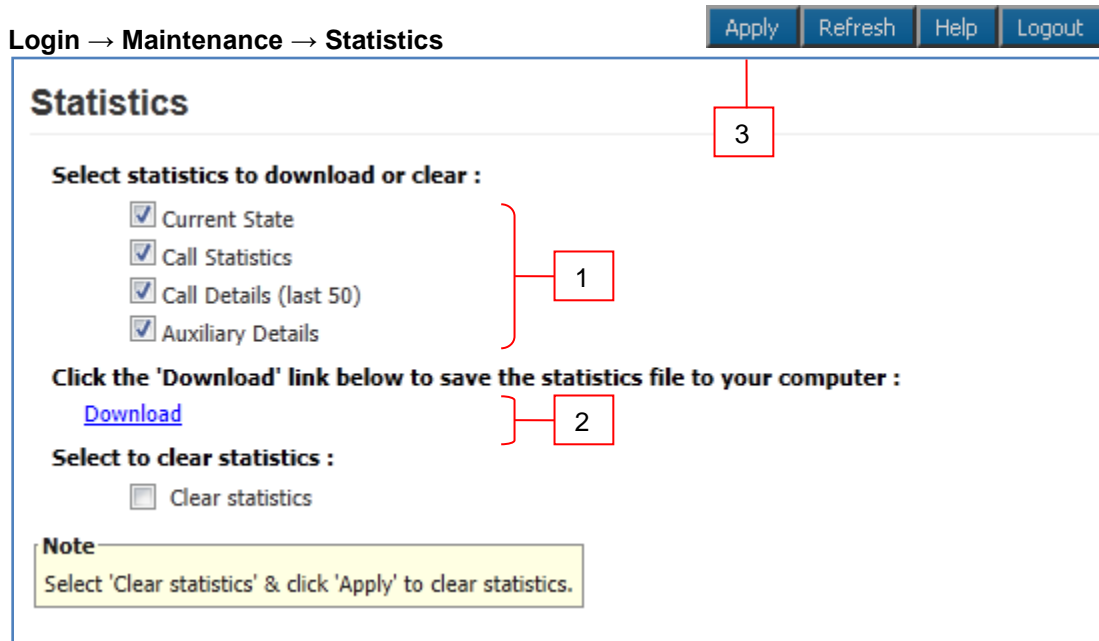 Login → Maintenance → Statistics
Apply Refresh Help Logout
Statistics
3
Select statistics to download or clear :
Current State
Call Statistics
Call Details (last 50)
Auxiliary Details
1
Click the 'Download' link below to save the statistics file to your computer :
Download
2
Select to clear statistics :
Clear statistics
Note
Select 'Clear statistics' & click 'Apply' to clear statistics.